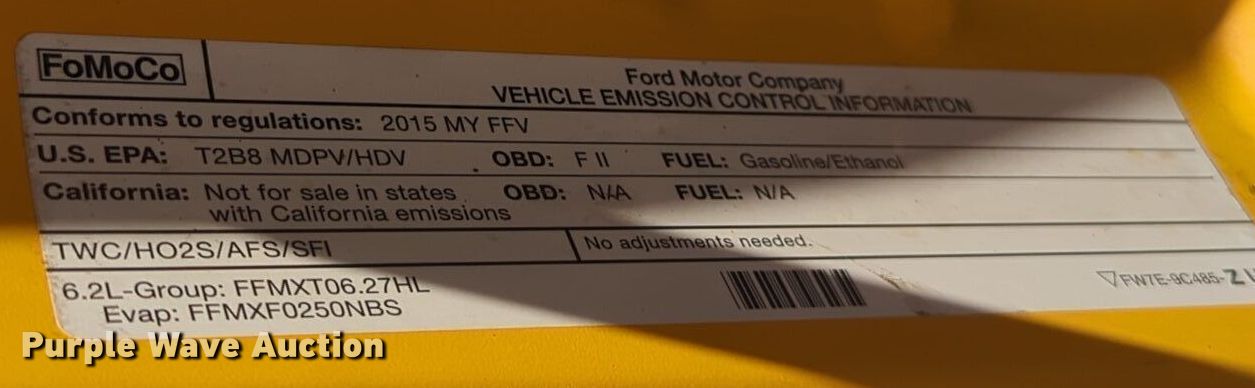 FoMoCo
Ford Motor Company
VEHICLE EMISSION CONTROL INFORMATION
Conforms to regulations: 2015 MY FFV
U.S. EPA: T2B8 MDPV/HDV OBD: F II FUEL: Gasoline/Ethanol
California: Not for sale in states OBD: N/A FUEL: N/A
with California emissions
TWC/HO2S/AFS/SFI No adjustments needed.
6.2L-Group: FFMXT06.27HL
Evap: FFMXF0250NBS
FW7E-9C485-Z
Purple Wave Auction